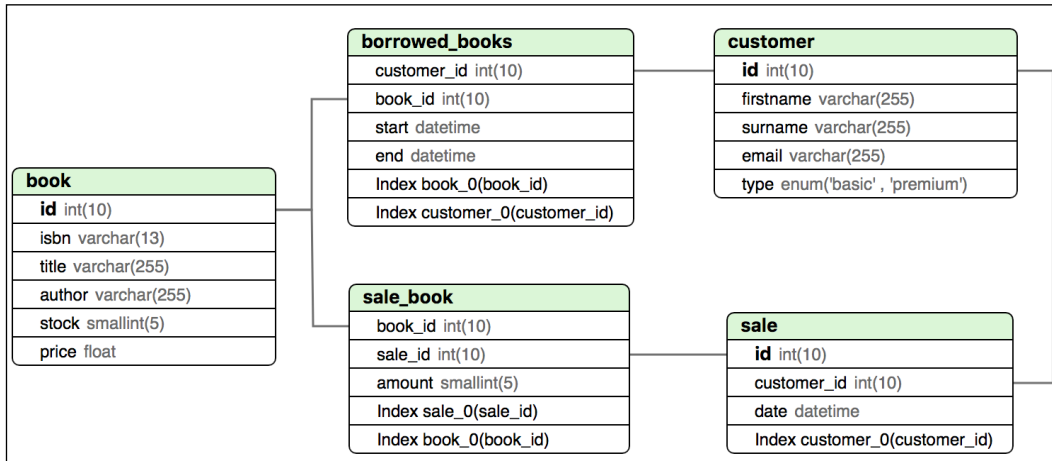 borrowed_books
customer_id int(10)
book_id int(10)
start datetime
end datetime
Index book_0(book_id)
Index customer_0(customer_id)
customer
id int(10)
firstname varchar(255)
surname varchar(255)
email varchar(255)
type enum('basic' , 'premium')
book
id int(10)
isbn varchar(13)
title varchar(255)
author varchar(255)
stock smallint(5)
price float
sale_book
book_id int(10)
sale_id int(10)
amount smallint(5)
Index sale_0(sale_id)
Index book_0(book_id)
sale
id int(10)
customer_id int(10)
date datetime
Index customer_0(customer_id)